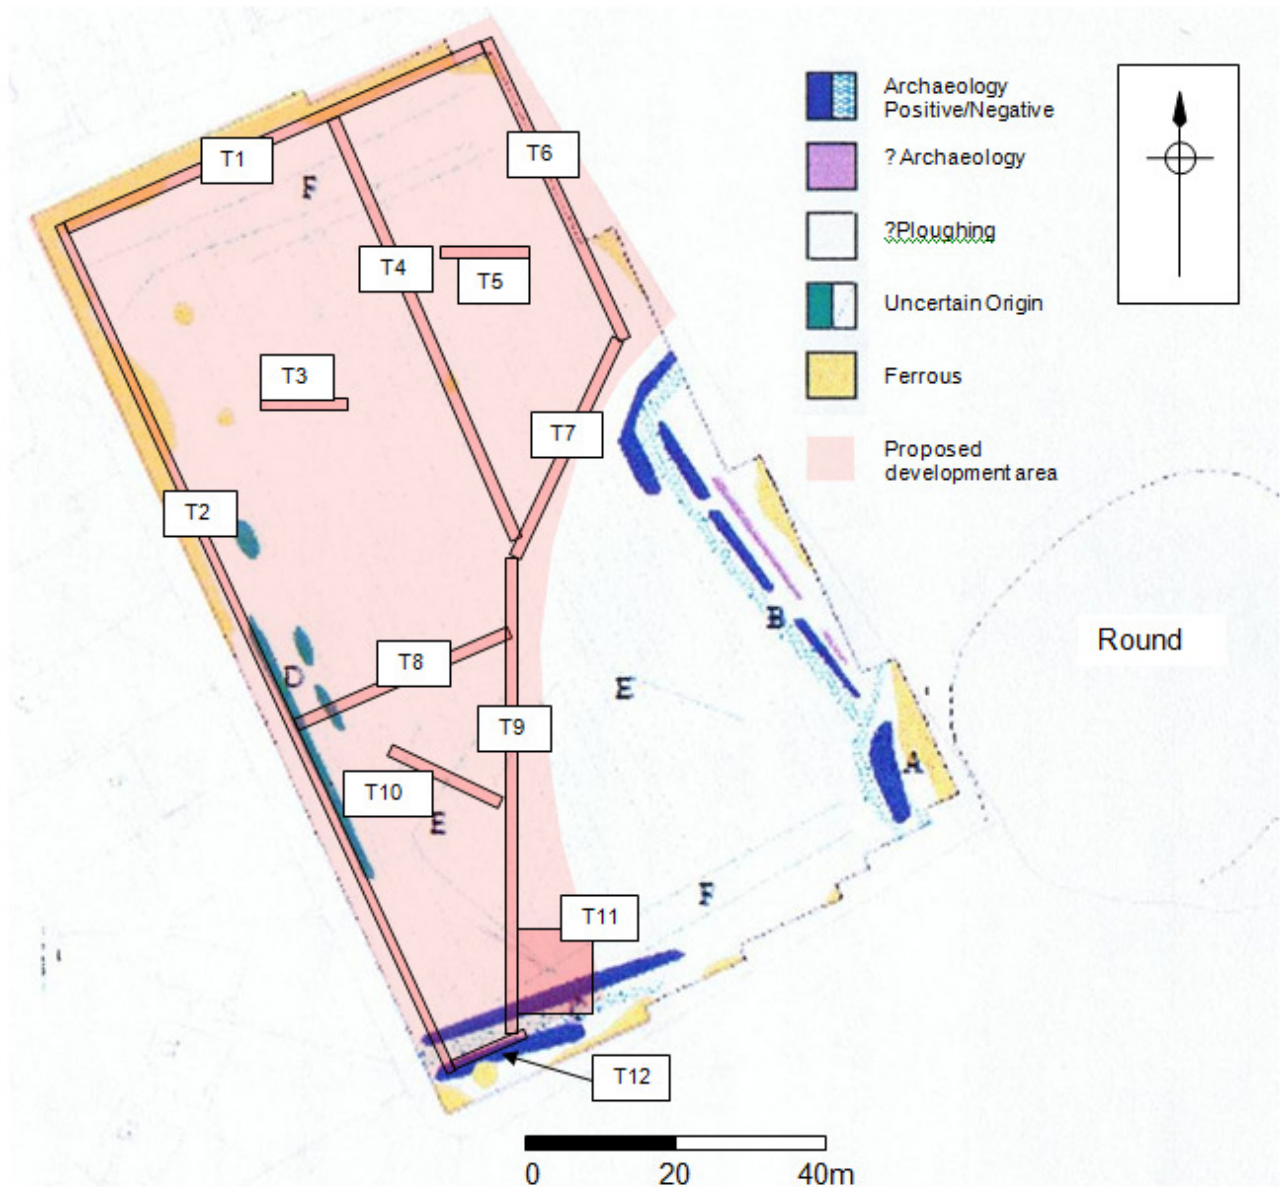 Archaeology
Positive/Negative
? Archaeology
?Ploughing
Uncertain Origin
Ferrous
Proposed
development area
T1
T6
F
T4
T5
T3
T7
T2
B
Round
T8
D
E
T9
A
T10
E
F
T11
T12
0 20 40m